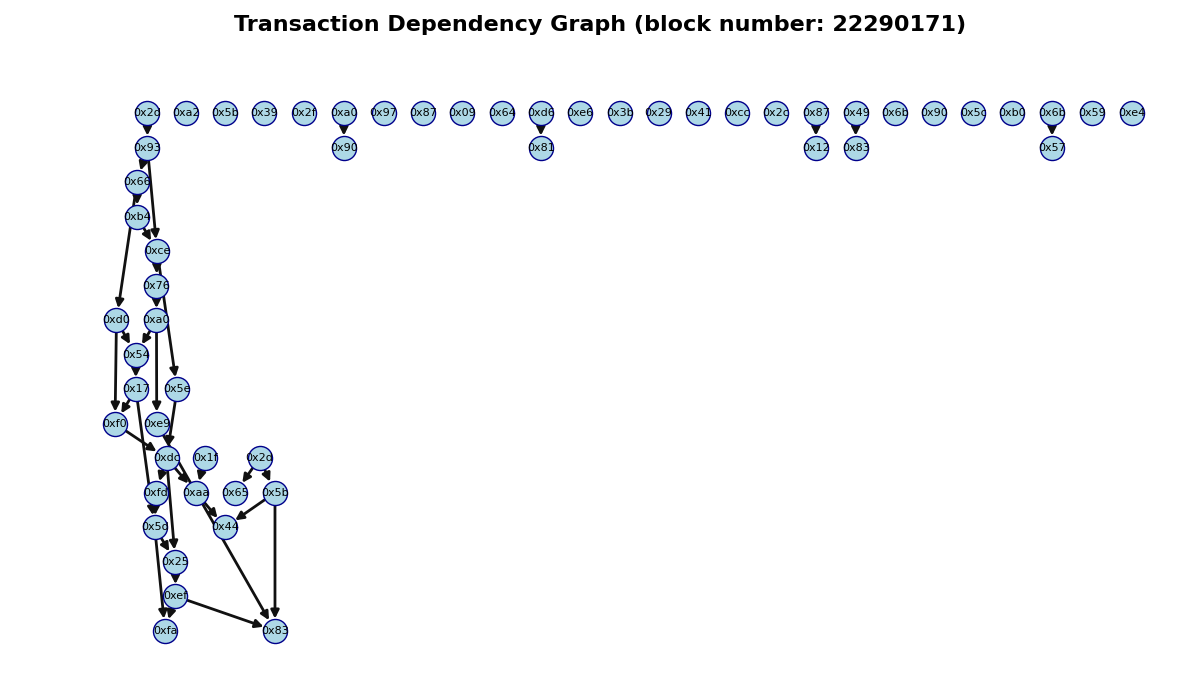 Transaction Dependency Graph (block number: 22290171)
0x2d 0xa2 0x5b 0x39 0x2f 0xa0 0x97 0x87 0x09 0x64 0xd6 0xe6 0x3b 0x29 0x41 0xcc 0x2c 0x87 0x49 0x6b 0x90 0x5c 0xb0 0x6b 0x59 0xe4
0x93 0x90 0x81 0x12 0x83 0x57
0x66
0xb4
0xce
0x76
0xd0 0xa0
0x54
0x17 0x5e
0xf0 0xe9
0xdc 0x1f 0x2a
0xfd 0xaa 0x65 0x5b
0x5d 0x44
0x25
0xef
0xfa 0x83